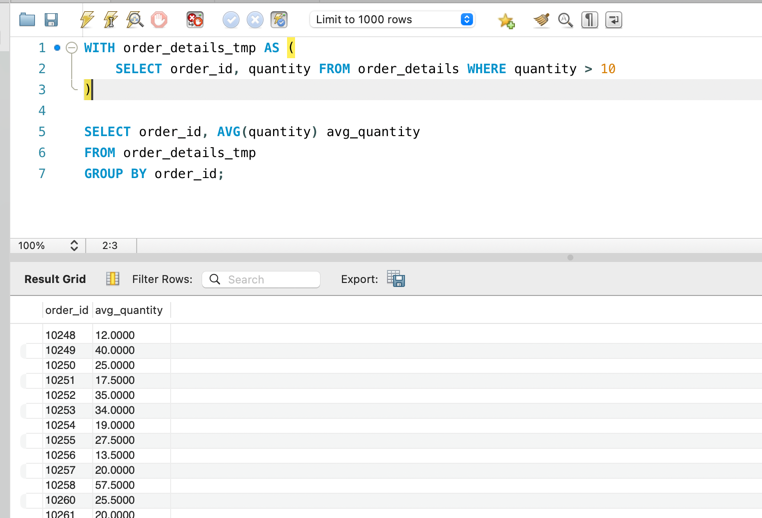 Limit to 1000 rows
1 WITH order_details_tmp AS (
2 SELECT order_id, quantity FROM order_details WHERE quantity > 10
3 )
4
5 SELECT order_id, AVG(quantity) avg_quantity
6 FROM order_details_tmp
7 GROUP BY order_id;
100% 2:3
Result Grid Filter Rows: Search Export:
order_id avg_quantity
10248 12.0000
10249 40.0000
10250 25.0000
10251 17.5000
10252 35.0000
10253 34.0000
10254 19.0000
10255 27.5000
10256 13.5000
10257 20.0000
10258 57.5000
10260 25.5000
10261 20.0000